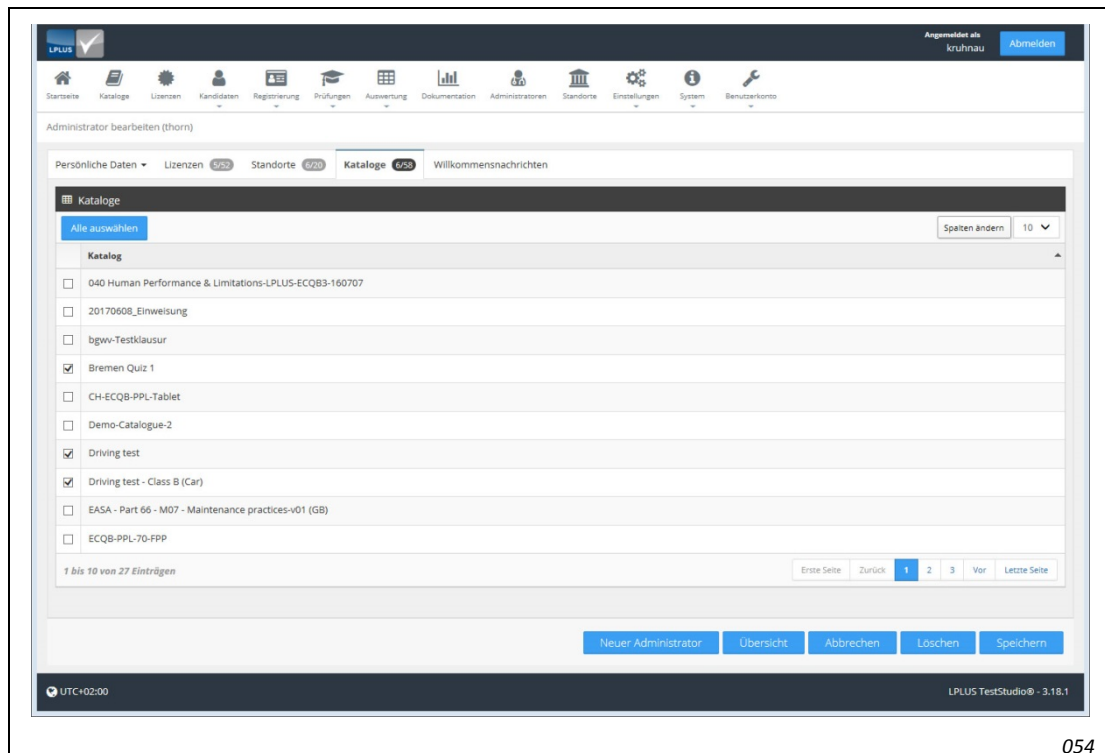 LPLUS
Angemeldet als
kruhnau
Abmelden
Startseite Kataloge Lizenzen Kandidaten Registrierung Prüfungen Auswertung Dokumentation Administratoren Standorte Einstellungen System Benutzerkonto
Administrator bearbeiten (thorn)
Persönliche Daten Lizenzen 5/52 Standorte 6/20 Kataloge 6/58 Willkommensnachrichten
Kataloge
Alle auswählen Spalten ändern 10
Katalog
040 Human Performance & Limitations-LPLUS-ECQB3-160707
20170608_Einweisung
bgwv-Testklausur
Bremen Quiz 1
CH-ECQB-PPL-Tablet
Demo-Catalogue-2
Driving test
Driving test - Class B (Car)
EASA - Part 66 - M07 - Maintenance practices-v01 (GB)
ECQB-PPL-70-FPP
1 bis 10 von 27 Einträgen Erste Seite Zurück 1 2 3 Vor Letzte Seite
Neuer Administrator Übersicht Abbrechen Löschen Speichern
UTC+02:00 LPLUS TestStudio® - 3.18.1
054